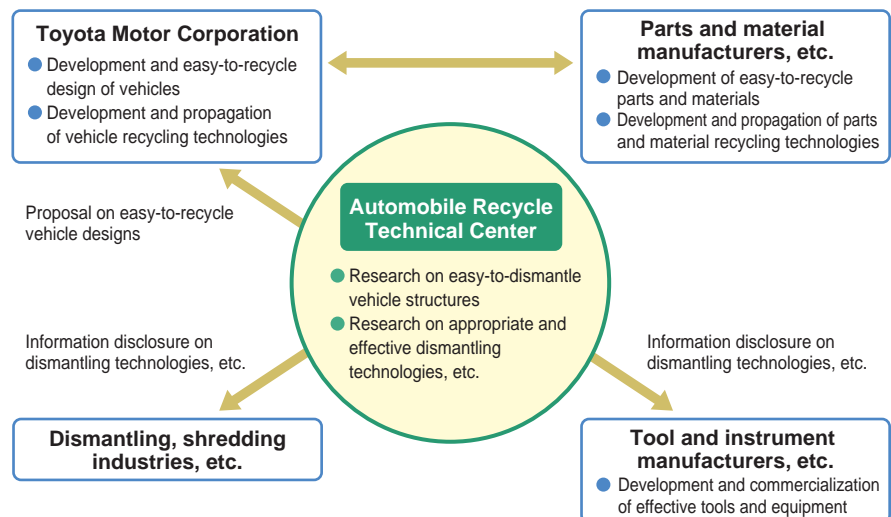 Toyota Motor Corporation
● Development and easy-to-recycle
design of vehicles
● Development and propagation
of vehicle recycling technologies
Parts and material
manufacturers, etc.
● Development of easy-to-recycle
parts and materials
● Development and propagation of parts
and material recycling technologies
Proposal on easy-to-recycle
vehicle designs
Automobile Recycle
Technical Center
● Research on easy-to-dismantle
vehicle structures
● Research on appropriate and
effective dismantling
technologies, etc.
Information disclosure on
dismantling technologies, etc.
Information disclosure on
dismantling technologies, etc.
Dismantling, shredding
industries, etc.
Tool and instrument
manufacturers, etc.
● Development and commercialization
of effective tools and equipment